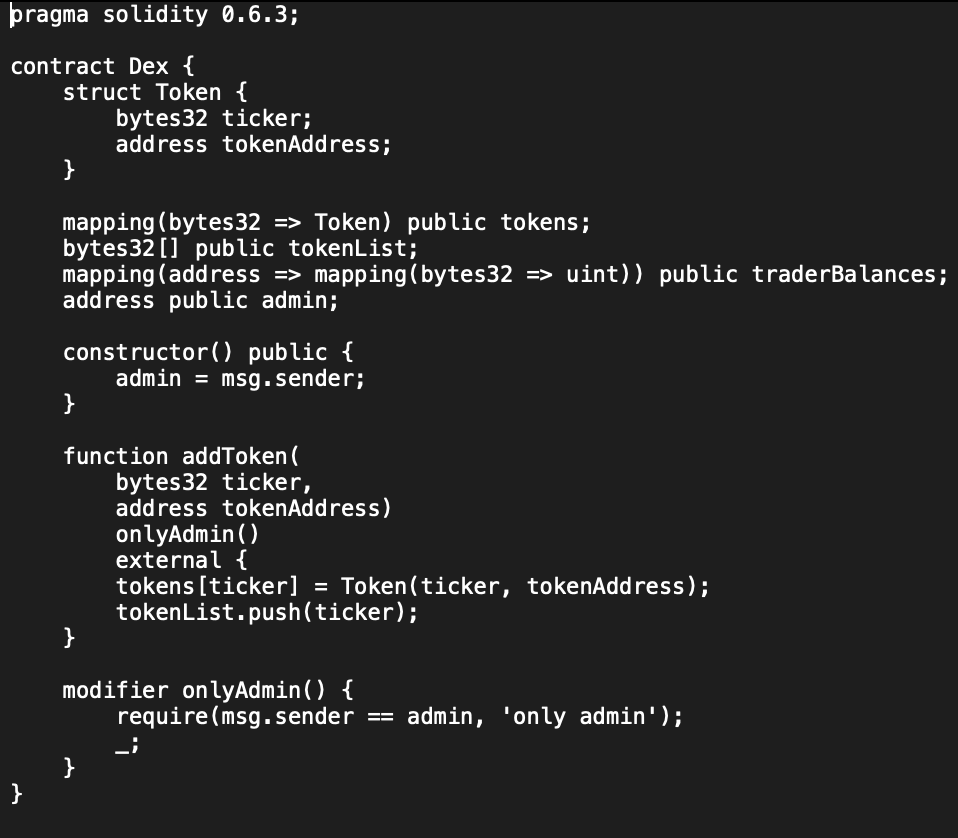 pragma solidity 0.6.3;
contract Dex {
    struct Token {
        bytes32 ticker;
        address tokenAddress;
    }
    mapping(bytes32 => Token) public tokens;
    bytes32[] public tokenList;
    mapping(address => mapping(bytes32 => uint)) public traderBalances;
    address public admin;
    constructor() public {
        admin = msg.sender;
    }
    function addToken(
        bytes32 ticker,
        address tokenAddress)
        onlyAdmin()
        external {
        tokens[ticker] = Token(ticker, tokenAddress);
        tokenList.push(ticker);
    }
    modifier onlyAdmin() {
        require(msg.sender == admin, 'only admin');
        _;
    }
}